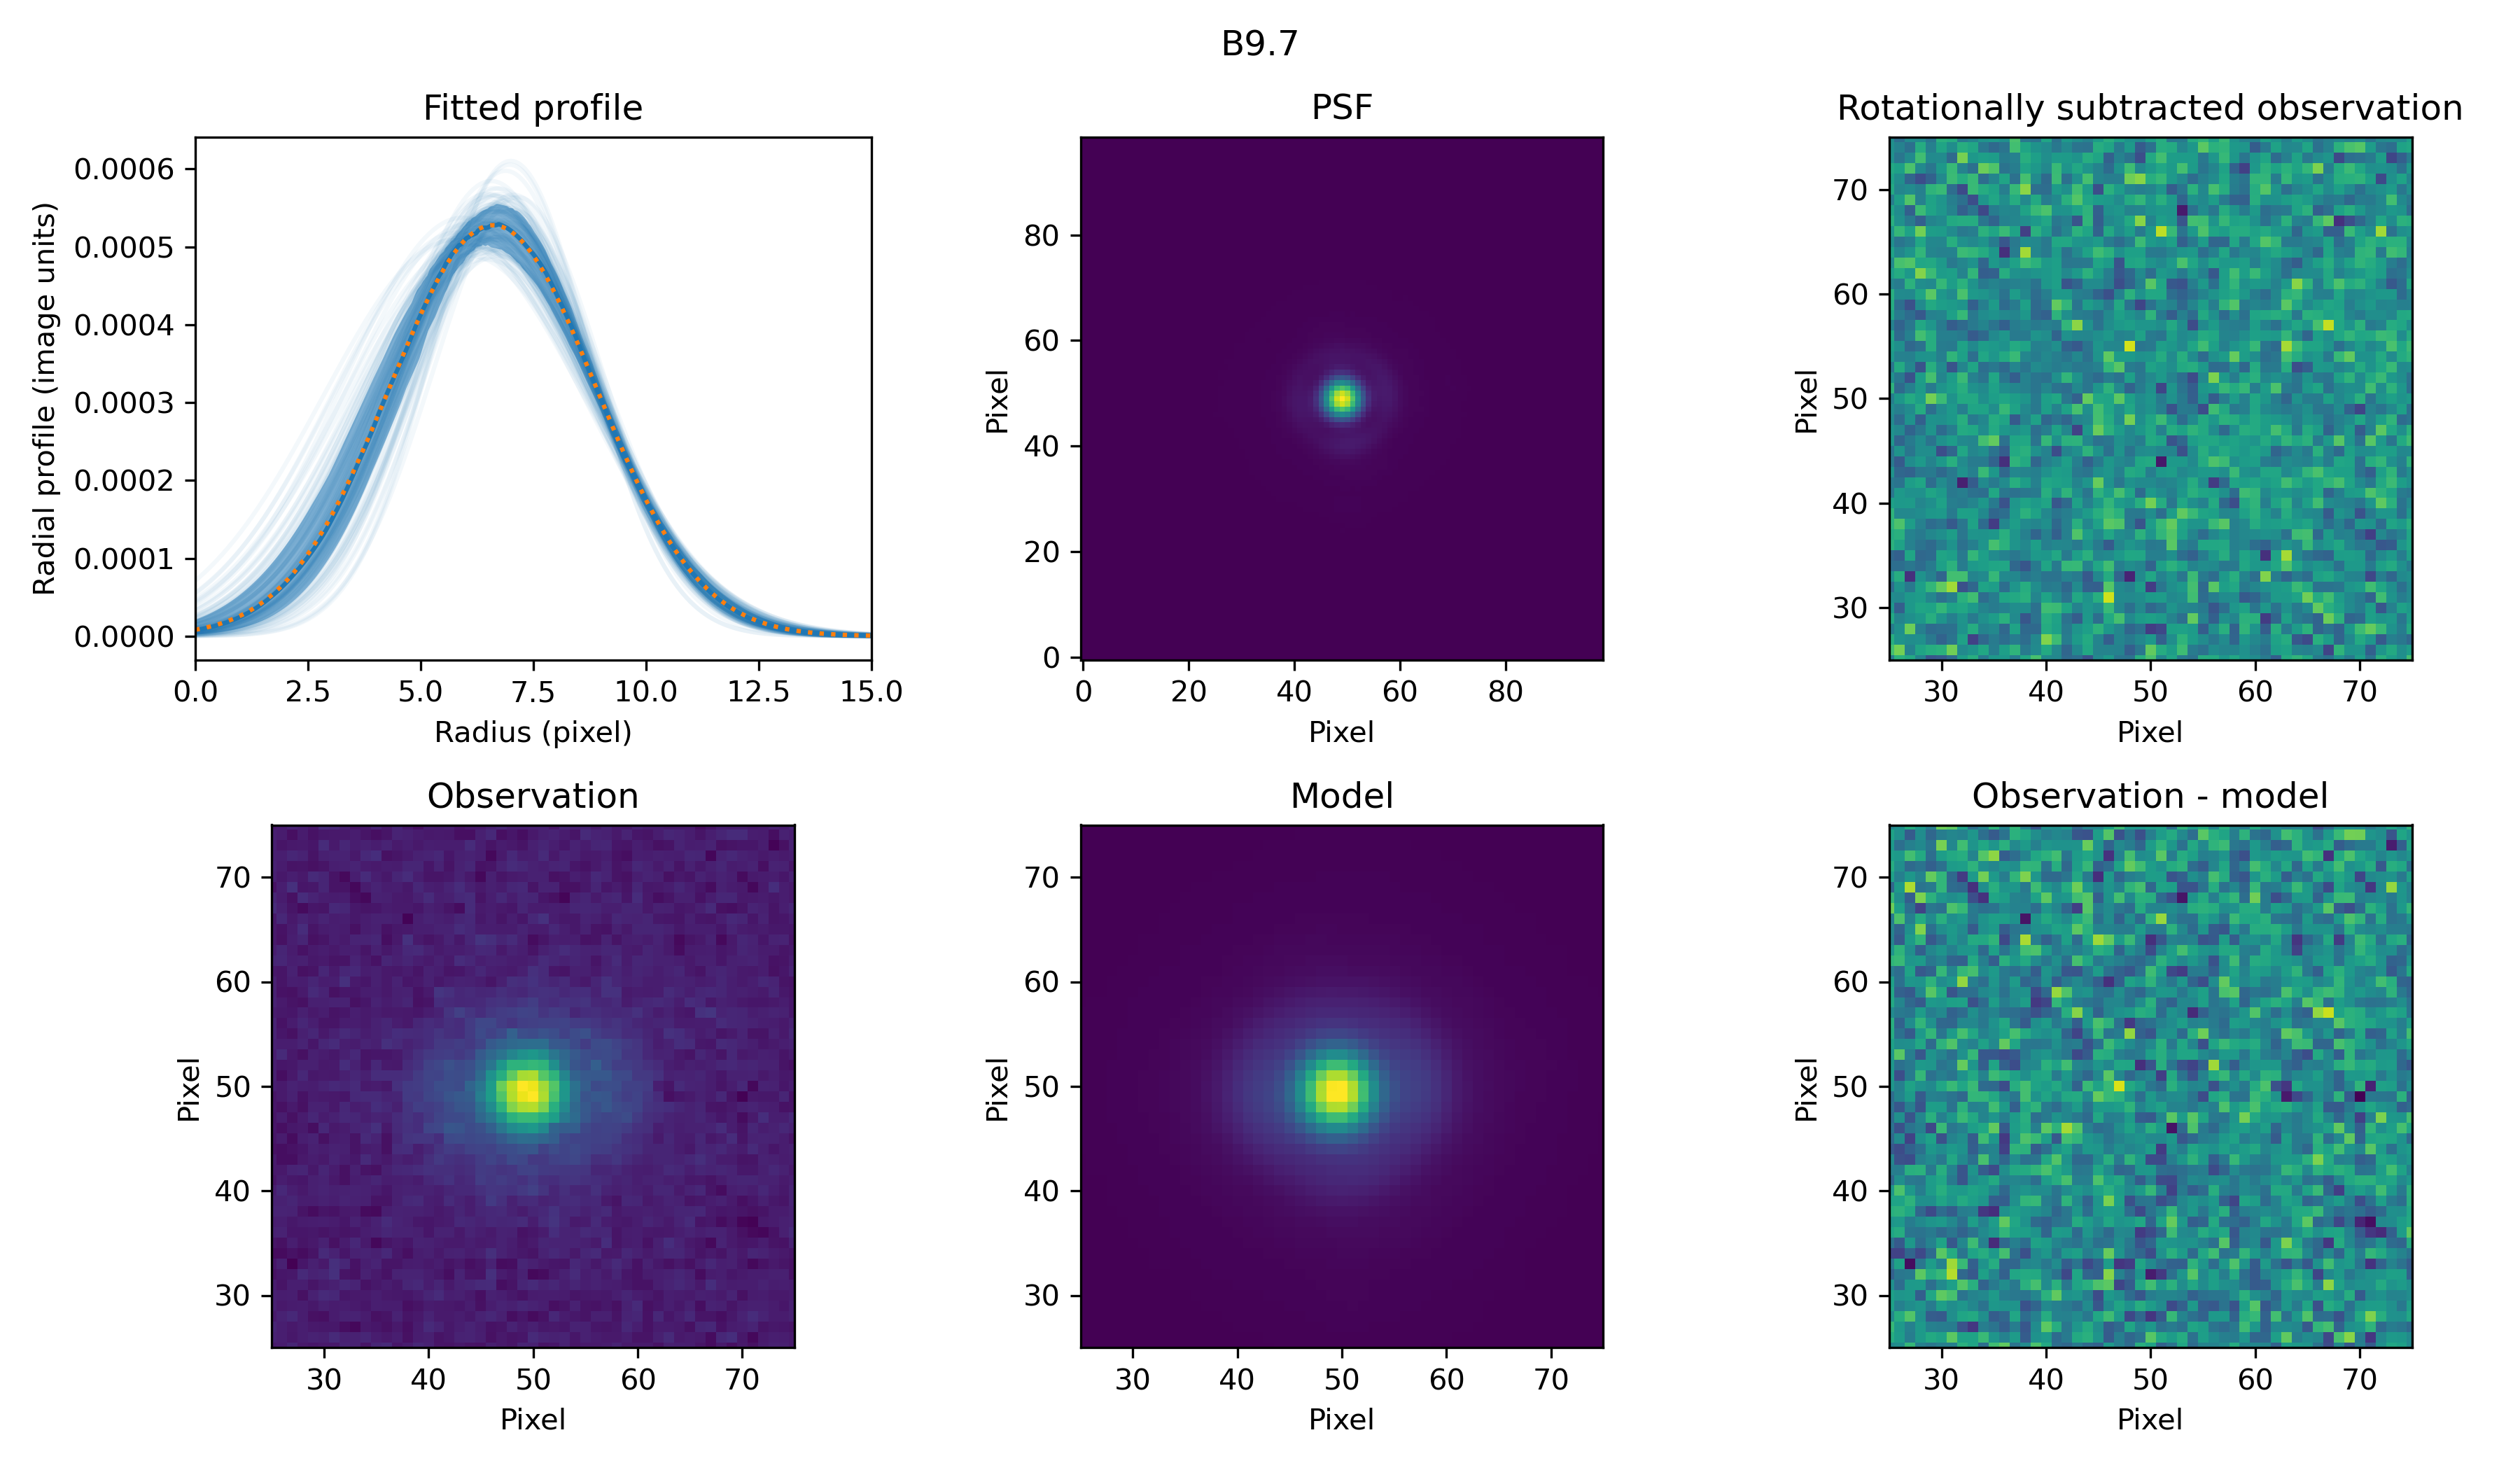 B9.7
Fitted profile
Radial profile (image units)
0.0006
0.0005
0.0004
0.0003
0.0002
0.0001
0.0000
0.0 2.5 5.0 7.5 10.0 12.5 15.0
Radius (pixel)
PSF
Pixel
80
60
40
20
0
0 20 40 60 80
Pixel
Rotationally subtracted observation
Pixel
70
60
50
40
30
30 40 50 60 70
Pixel
Observation
Pixel
70
60
50
40
30
30 40 50 60 70
Pixel
Model
Pixel
70
60
50
40
30
30 40 50 60 70
Pixel
Observation - model
Pixel
70
60
50
40
30
30 40 50 60 70
Pixel